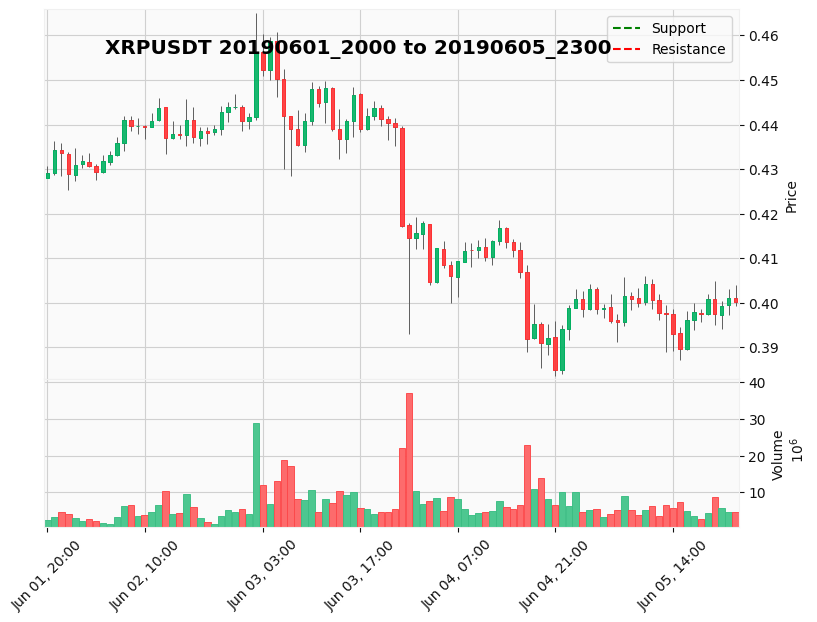 XRPUSDT 20190601_2000 to 20190605_2300
Support
Resistance
0.46
0.45
0.44
0.43
0.42
0.41
0.40
0.39
Price
40
30
20
10
Volume
10^6
Jun 01, 20:00
Jun 02, 10:00
Jun 03, 03:00
Jun 03, 17:00
Jun 04, 07:00
Jun 04, 21:00
Jun 05, 14:00